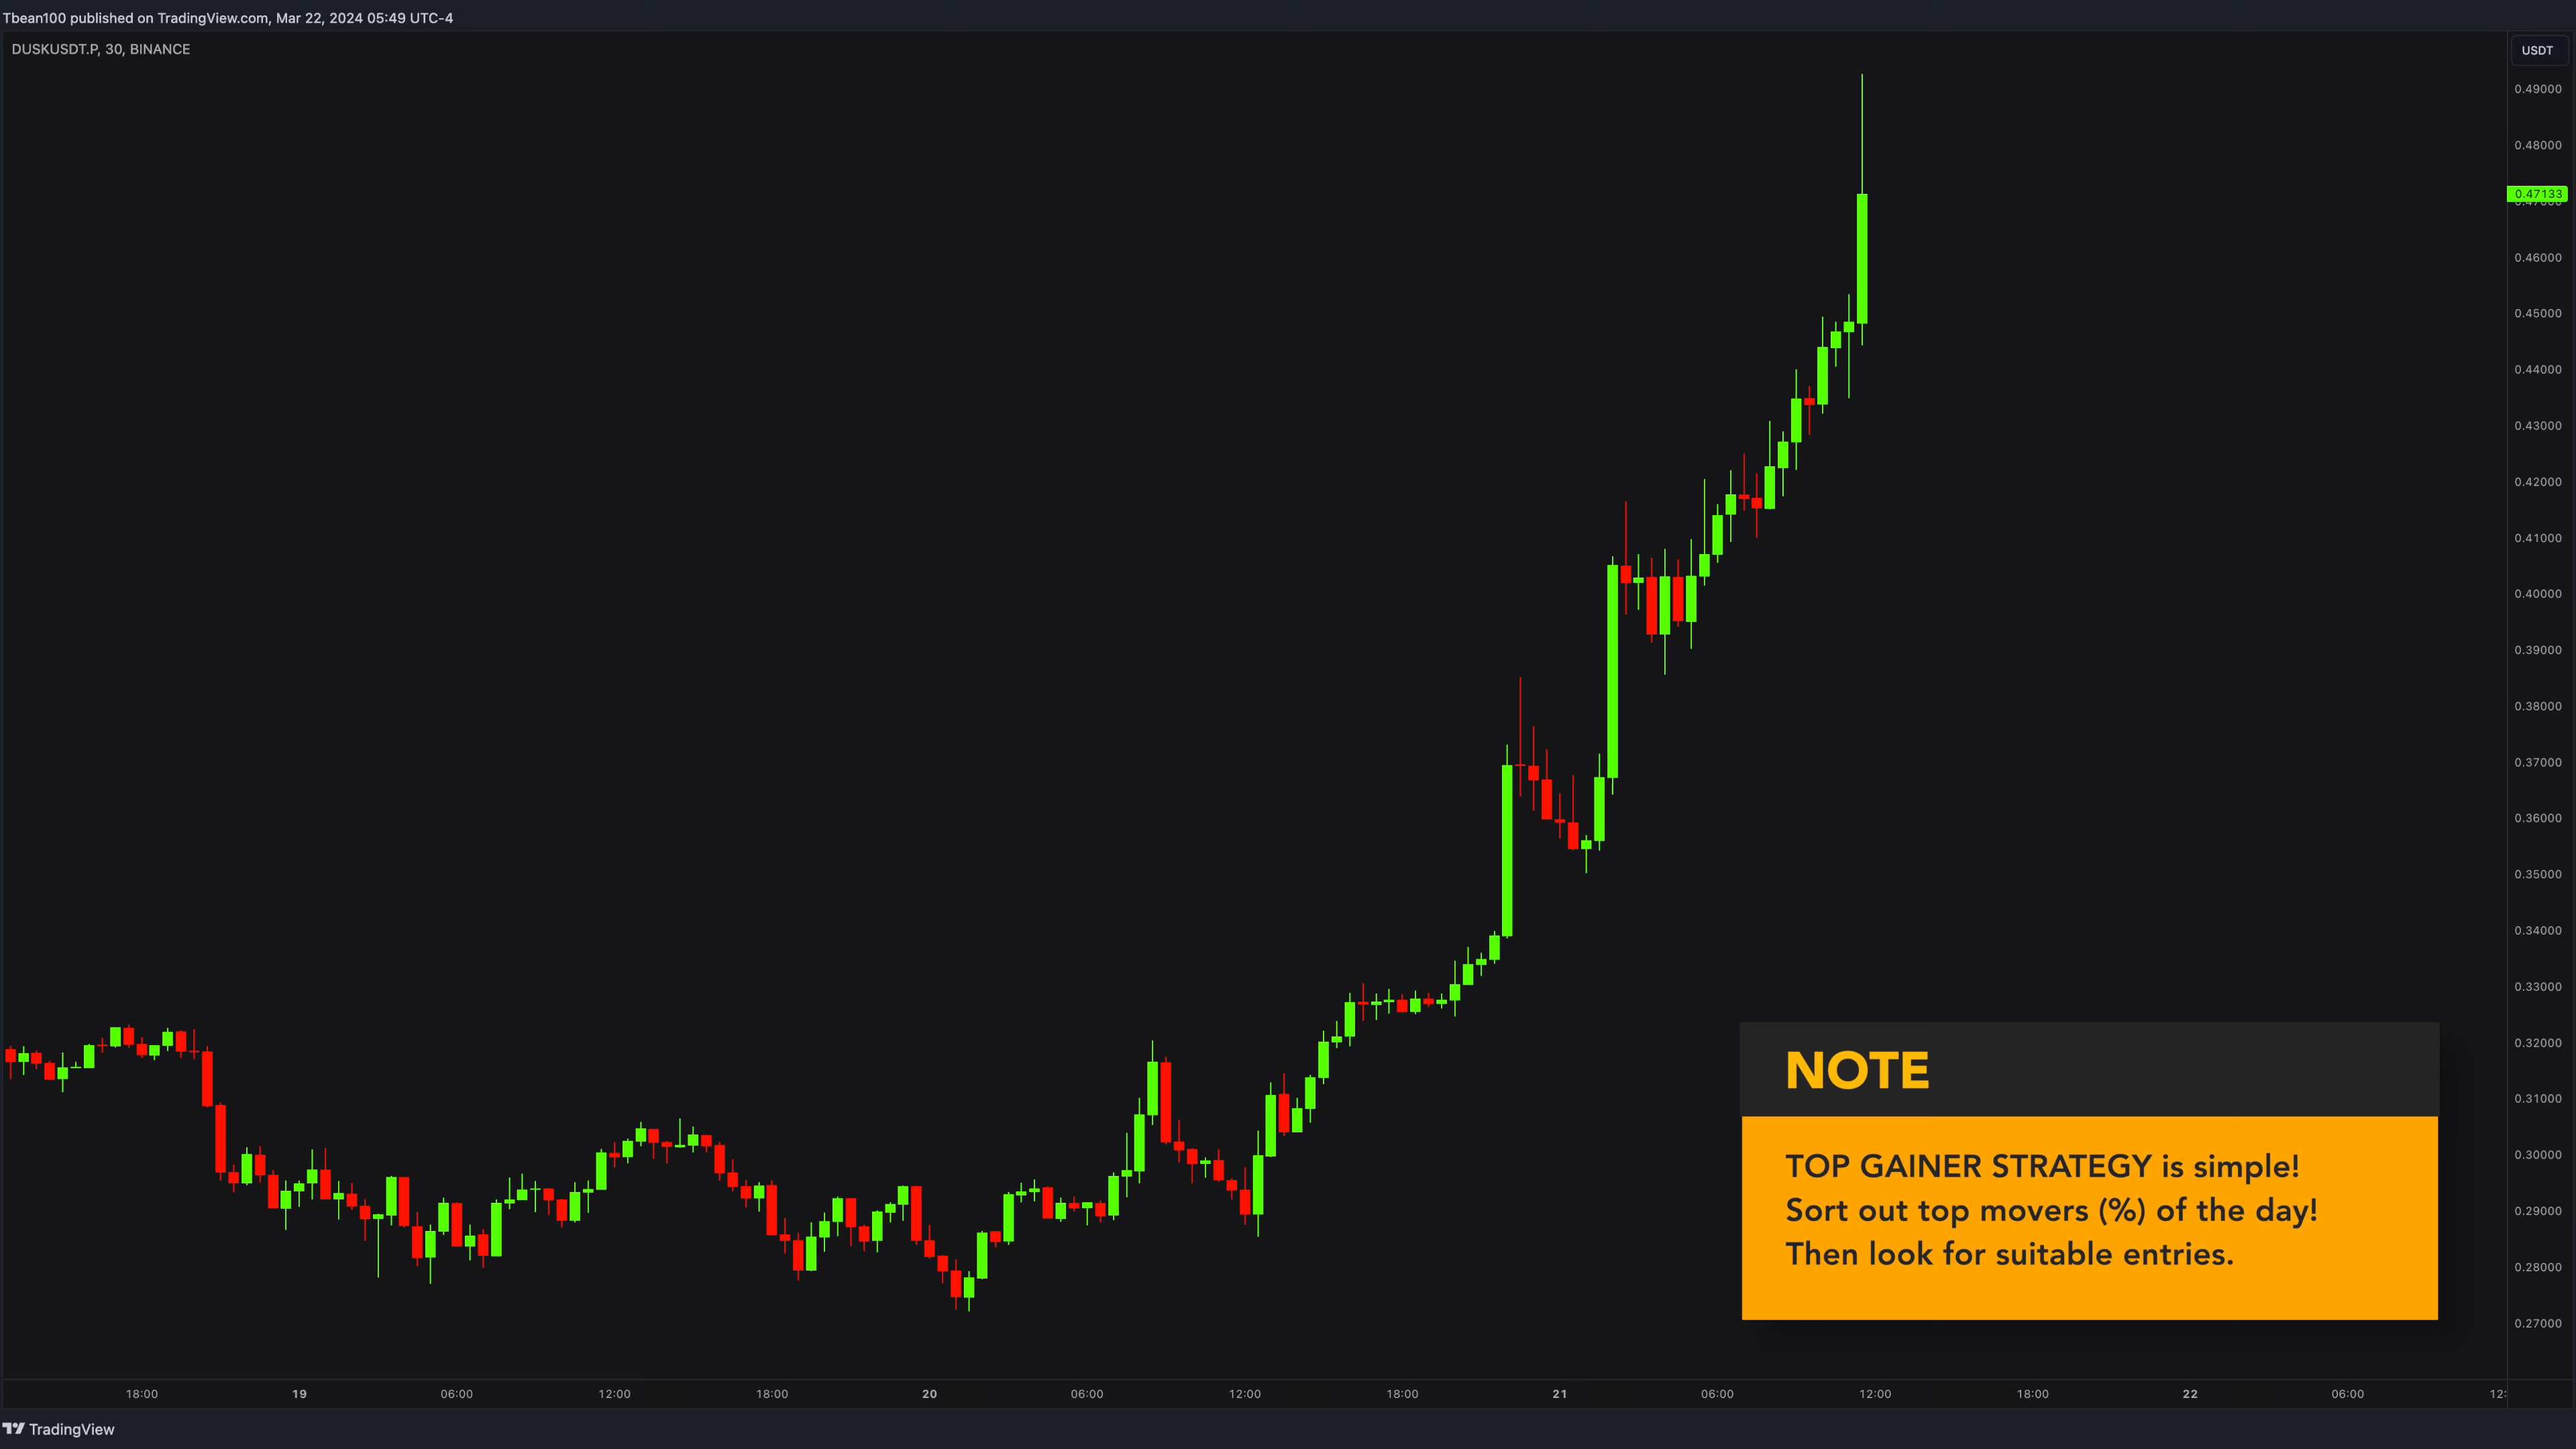 Tbean100 published on TradingView.com, Mar 22, 2024 05:49 UTC-4
DUSKUSDT.P, 30, BINANCE
USDT
0.49000
0.48000
0.47133
0.46000
0.45000
0.44000
0.43000
0.42000
0.41000
0.40000
0.39000
0.38000
0.37000
0.36000
0.35000
0.34000
0.33000
0.32000
0.31000
0.30000
0.29000
0.28000
0.27000
NOTE
TOP GAINER STRATEGY is simple!
Sort out top movers (%) of the day!
Then look for suitable entries.
18:00 19 06:00 12:00 18:00 20 06:00 12:00 18:00 21 06:00 12:00 18:00 22 06:00 12:
TradingView